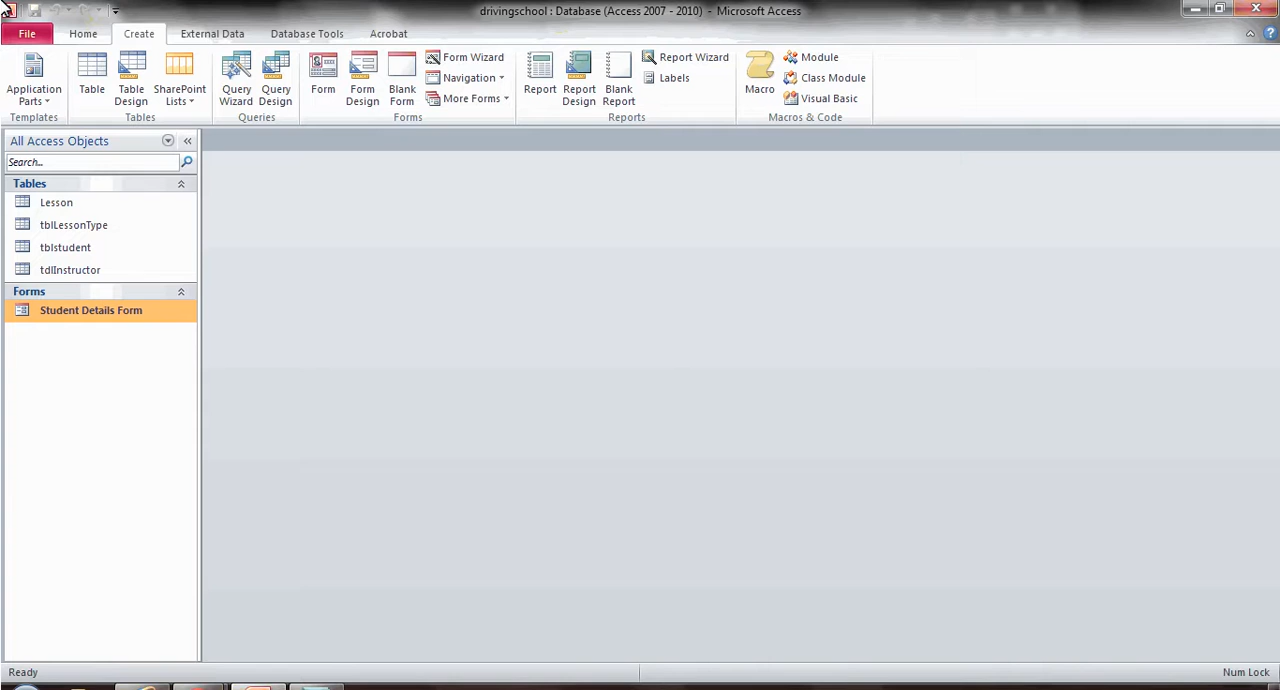 drivingschool : Database (Access 2007 - 2010) - Microsoft Access
File Home Create External Data Database Tools Acrobat
Application Parts
Table
Table Design
SharePoint Lists
Query Wizard
Query Design
Form
Form Design
Blank Form
Form Wizard
Navigation
More Forms
Report
Report Design
Blank Report
Report Wizard
Labels
Macro
Module
Class Module
Visual Basic
Templates Tables Queries Forms Reports Macros & Code
All Access Objects
Search...
Tables
Lesson
tblLessonType
tblstudent
tdlInstructor
Forms
Student Details Form
Ready Num Lock